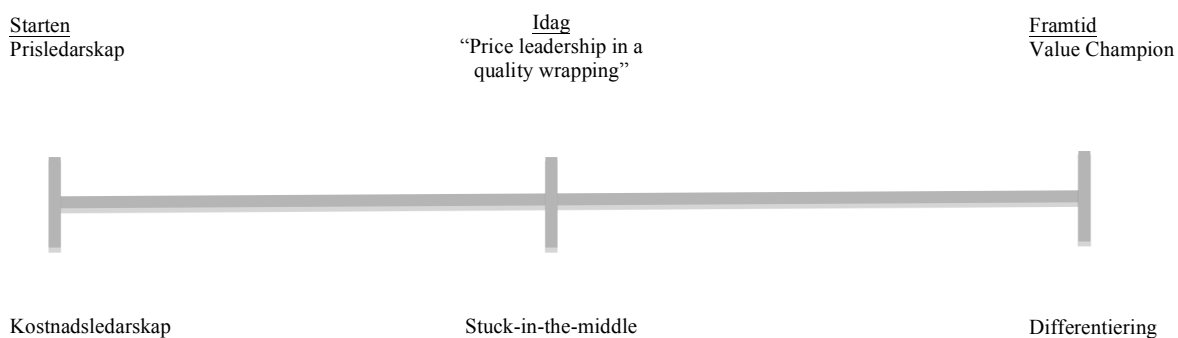 Starten
Prisledarskap
Idag
“Price leadership in a
quality wrapping”
Framtid
Value Champion
Kostnadsledarskap
Stuck-in-the-middle
Differentiering